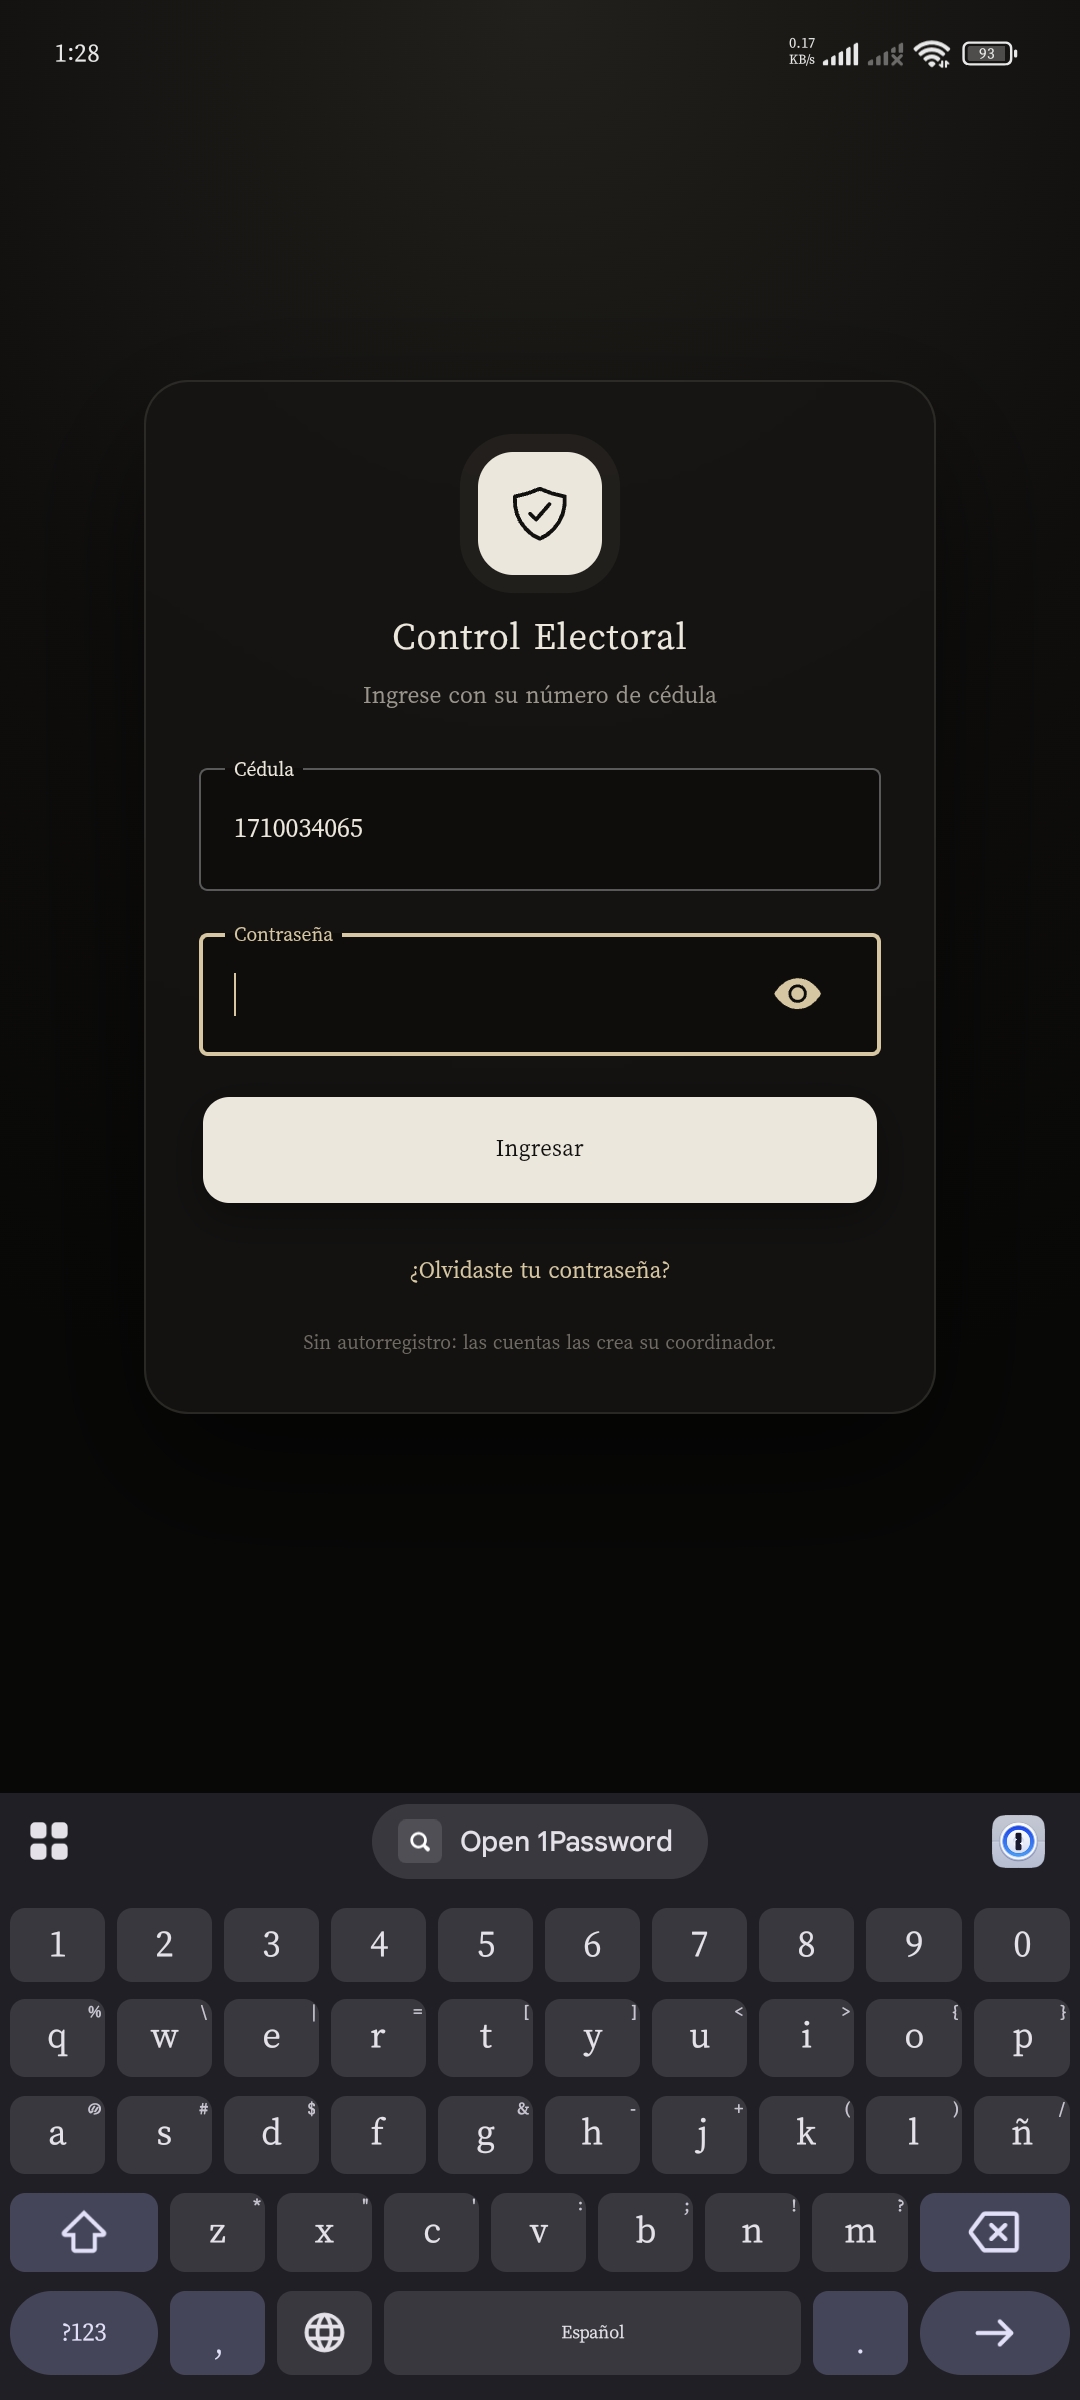 1:28
0.17
KB/s
93
Control Electoral
Ingrese con su número de cédula
Cédula
1710034065
Contraseña
Ingresar
¿Olvidaste tu contraseña?
Sin autorregistro: las cuentas las crea su coordinador.
Open 1Password
1 2 3 4 5 6 7 8 9 0
% \ | = [ ] < > { }
q w e r t y u i o p
@ # $ & - + ( ) /
a s d f g h j k l ñ
* " ' : ; ! ?
z x c v b n m
?123 , Español .